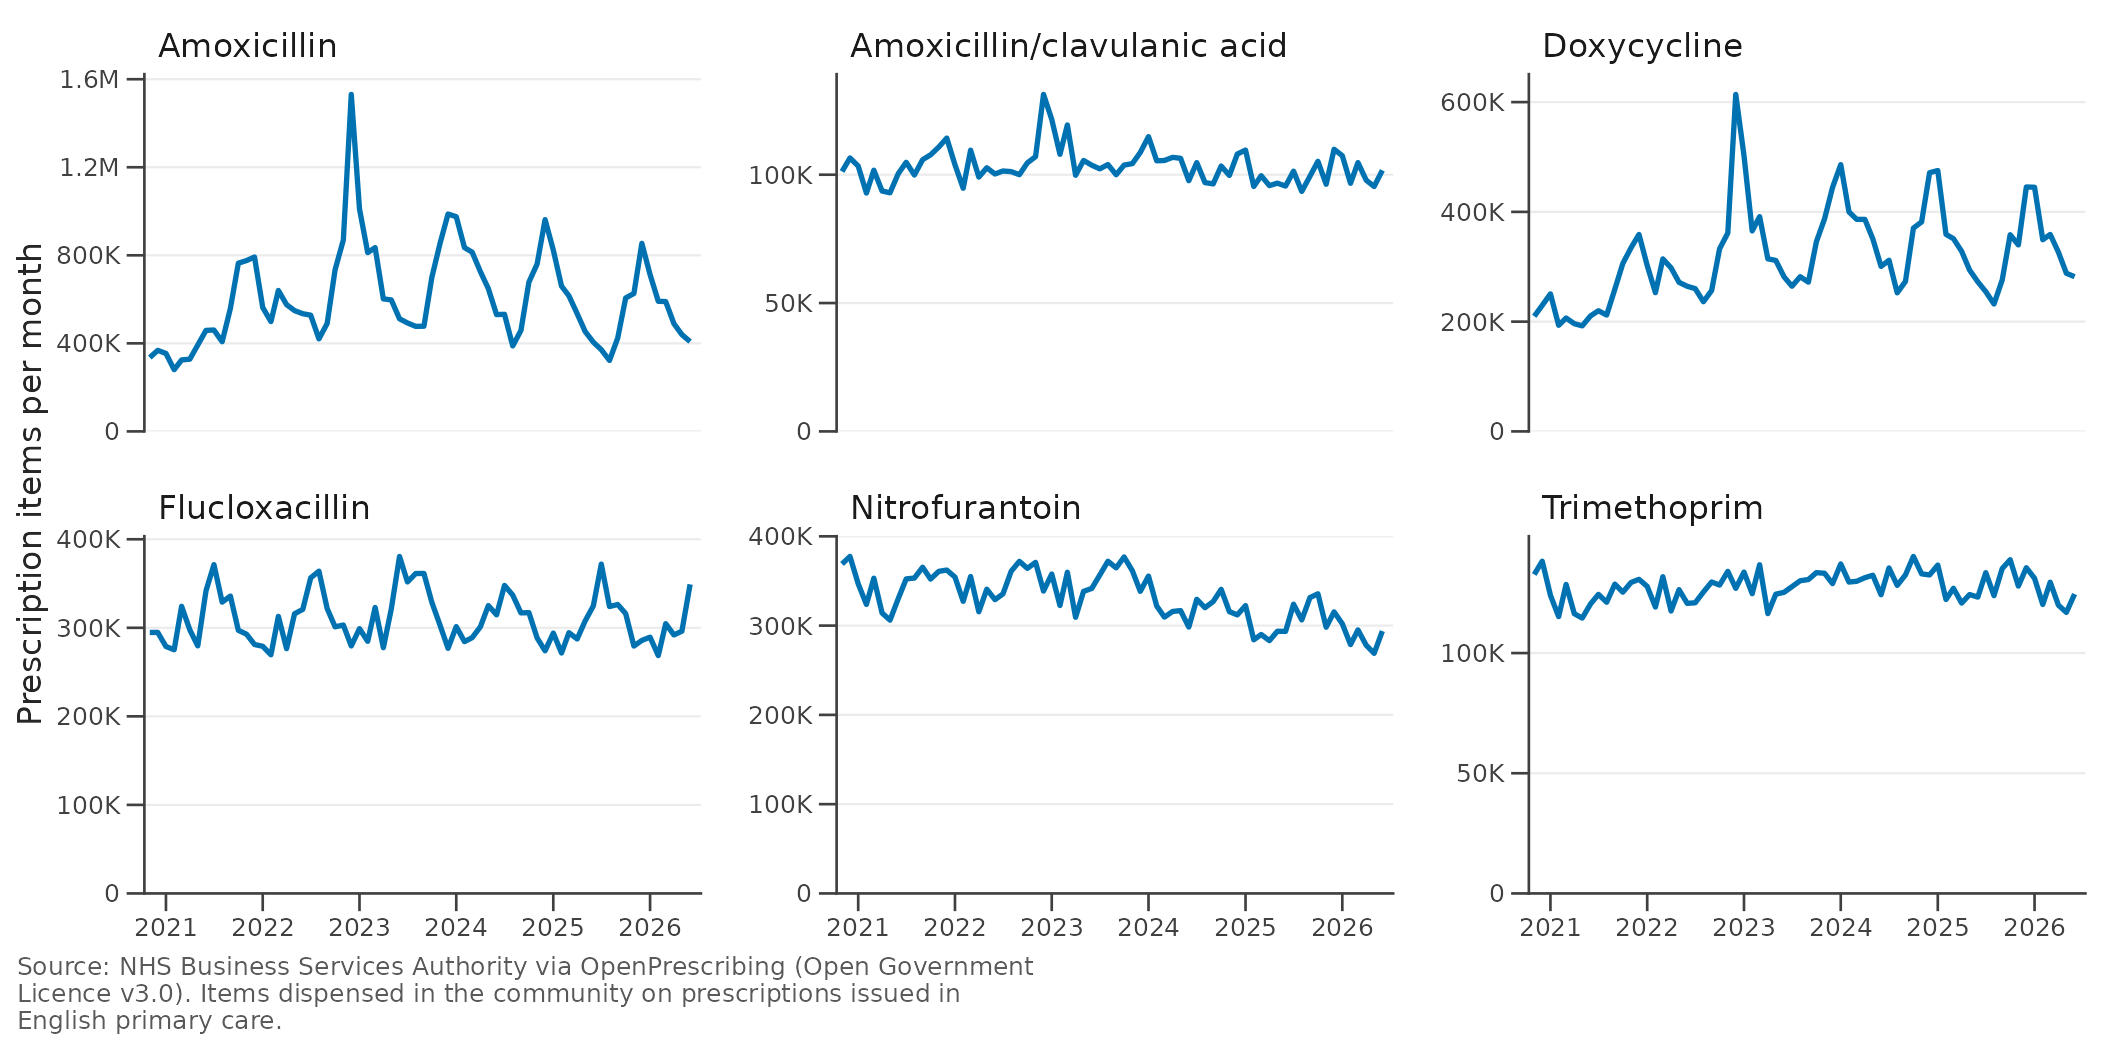 Prescription items per month
Amoxicillin
1.6M
1.2M
800K
400K
0
Amoxicillin/clavulanic acid
100K
50K
0
Doxycycline
600K
400K
200K
0
Flucloxacillin
400K
300K
200K
100K
0
2021 2022 2023 2024 2025 2026
Nitrofurantoin
400K
300K
200K
100K
0
2021 2022 2023 2024 2025 2026
Trimethoprim
100K
50K
0
2021 2022 2023 2024 2025 2026
Source: NHS Business Services Authority via OpenPrescribing (Open Government
Licence v3.0). Items dispensed in the community on prescriptions issued in
English primary care.